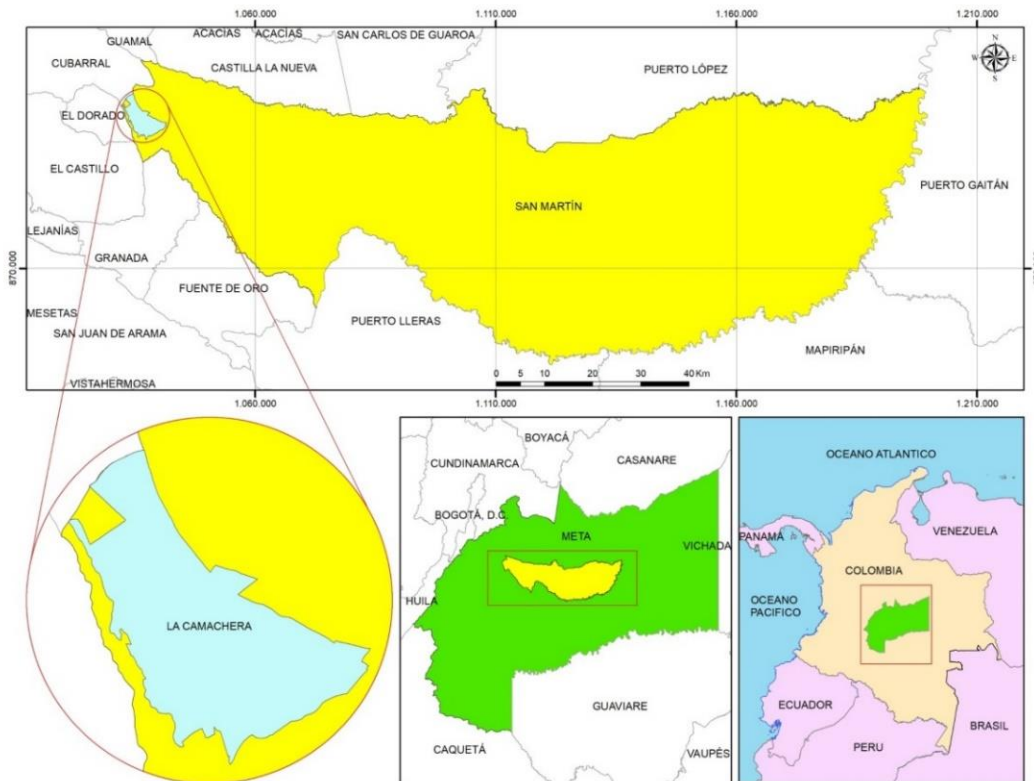 1.060.000 1.110.000 1.160.000 1.210.000
GUAMAL
ACACÍAS ACACÍAS
SAN CARLOS DE GUAROA
CUBARRAL
CASTILLA LA NUEVA
PUERTO LÓPEZ
N
W E
S
EL DORADO
EL CASTILLO
PUERTO GAITÁN
SAN MARTÍN
LEJANÍAS
GRANADA
870.000
FUENTE DE ORO
MESETAS
PUERTO LLERAS
SAN JUAN DE ARAMA
MAPIRIPÁN
VISTAHERMOSA
0 5 10 20 30 40 Km
1.060.000 1.110.000 1.160.000 1.210.000
LA CAMACHERA
BOYACÁ
CUNDINAMARCA
CASANARE
BOGOTÁ, D.C.
META
VICHADA
HUILA
GUAVIARE
CAQUETÁ
VAUPÉS
OCEANO ATLANTICO
PANAMÁ
VENEZUELA
COLOMBIA
OCEANO
PACIFICO
ECUADOR
BRASIL
PERU